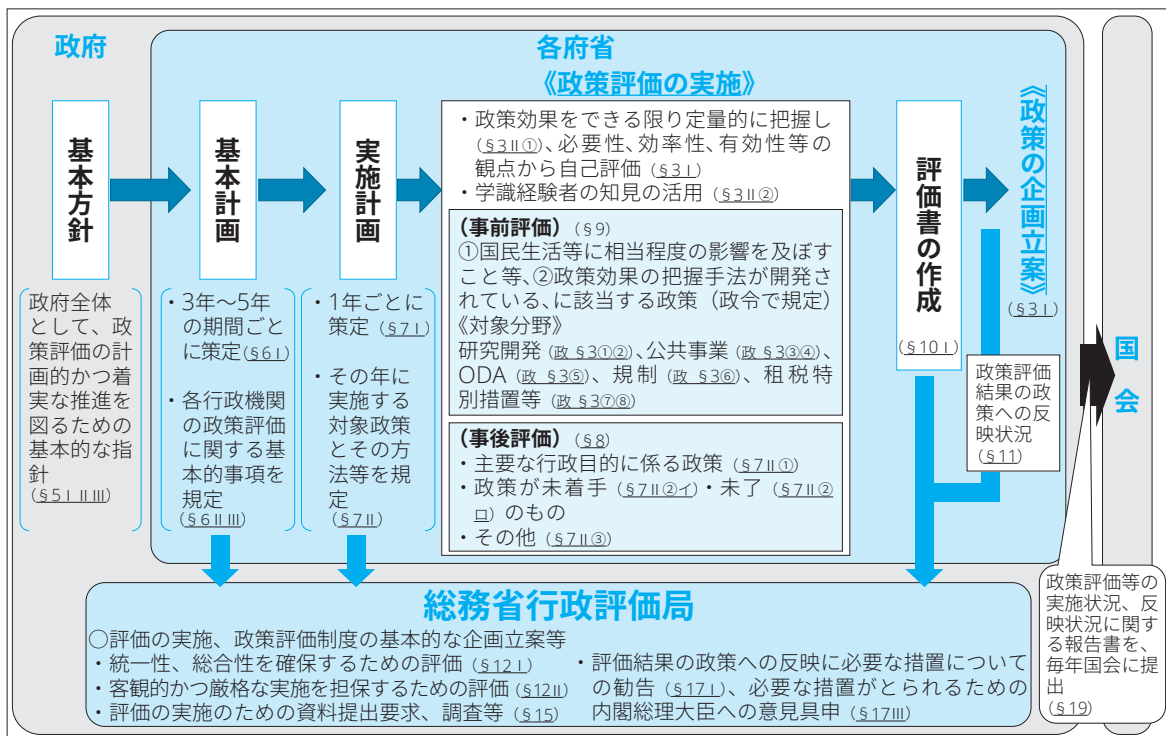 政府
各府省
《政策評価の実施》
基本方針
基本計画
実施計画
・政策効果をできる限り定量的に把握し
(§3Ⅱ①)、必要性、効率性、有効性等の
観点から自己評価(§3Ⅰ)
・学識経験者の知見の活用(§3Ⅱ②)
(事前評価)(§9)
①国民生活等に相当程度の影響を及ぼす
こと等、②政策効果の把握手法が開発さ
れている、に該当する政策(政令で規定)
《対象分野》
研究開発(政 §3①②)、公共事業(政 §3③④)、
ODA(政 §3⑤)、規制(政 §3⑥)、租税特
別措置等(政 §3⑦⑧)
(事後評価)(§8)
・主要な行政目的に係る政策(§7Ⅱ①)
・政策が未着手(§7Ⅱ②イ)・未了(§7Ⅱ②
ロ)のもの
・その他(§7Ⅱ③)
評価書の作成
(§10Ⅰ)
《政策の企画立案》
(§3Ⅰ)
政府全体
として、政
策評価の計
画的かつ着
実な推進を
図るための
基本的な指
針
(§5ⅠⅡⅢ)
・3年~5年
の期間ごと
に策定(§6Ⅰ)
・各行政機関
の政策評価
に関する基
本的事項を
規定
(§6ⅡⅢ)
・1年ごとに
策定(§7Ⅰ)
・その年に
実施する
対象政策
とその方
法等を規
定
(§7Ⅱ)
政策評価
結果の政
策への反
映状況
(§11)
国会
総務省行政評価局
○評価の実施、政策評価制度の基本的な企画立案等
・統一性、総合性を確保するための評価(§12Ⅰ)
・客観的かつ厳格な実施を担保するための評価(§12Ⅱ)
・評価の実施のための資料提出要求、調査等(§15)
・評価結果の政策への反映に必要な措置について
の勧告(§17Ⅰ)、必要な措置がとられるための
内閣総理大臣への意見具申(§17Ⅲ)
政策評価等の
実施状況、反
映状況に関す
る報告書を、
毎年国会に提
出
(§19)